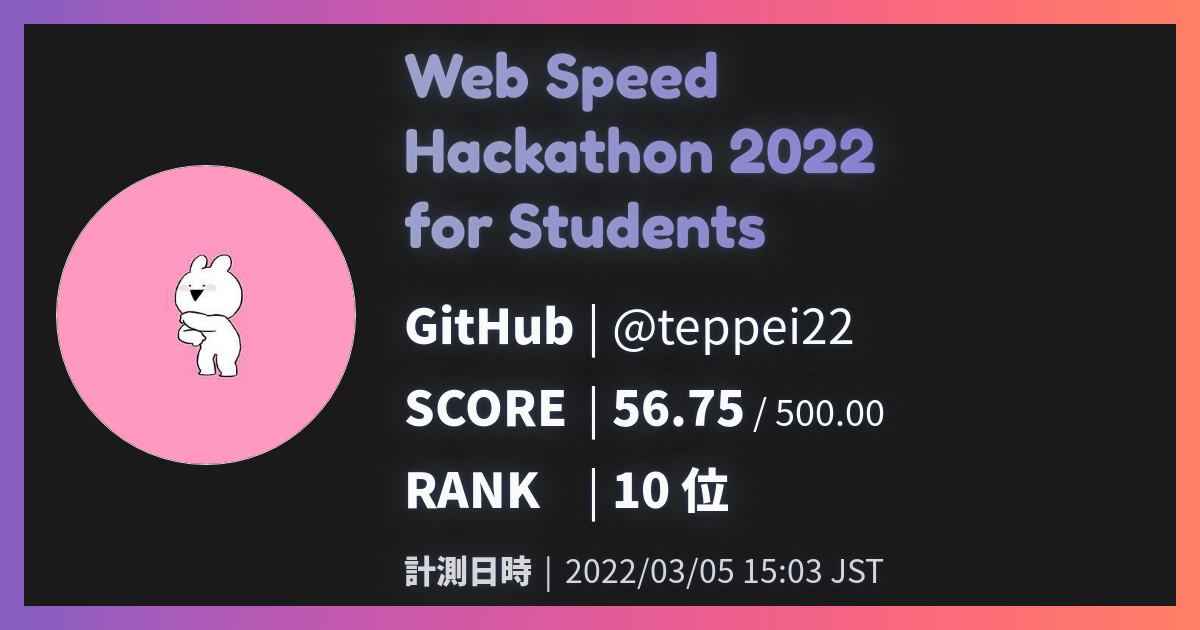 Web Speed
Hackathon 2022
for Students
GitHub | @teppei22
SCORE | 56.75 / 500.00
RANK | 10 位
計測日時 | 2022/03/05 15:03 JST